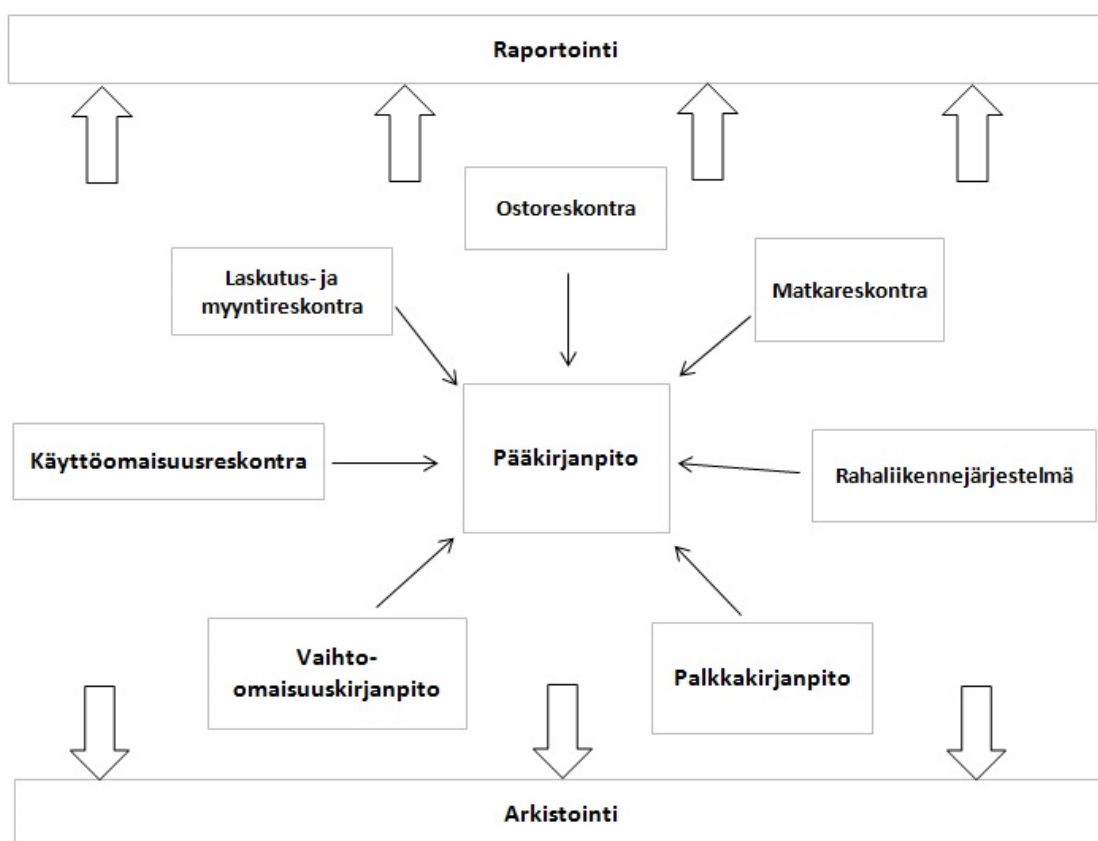 Raportointi
Ostoreskontra
Laskutus- ja
myyntireskontra
Matkareskontra
Käyttöomaisuusreskontra
Pääkirjanpito
Rahaliikennejärjestelmä
Vaihto-
omaisuuskirjanpito
Palkkakirjanpito
Arkistointi